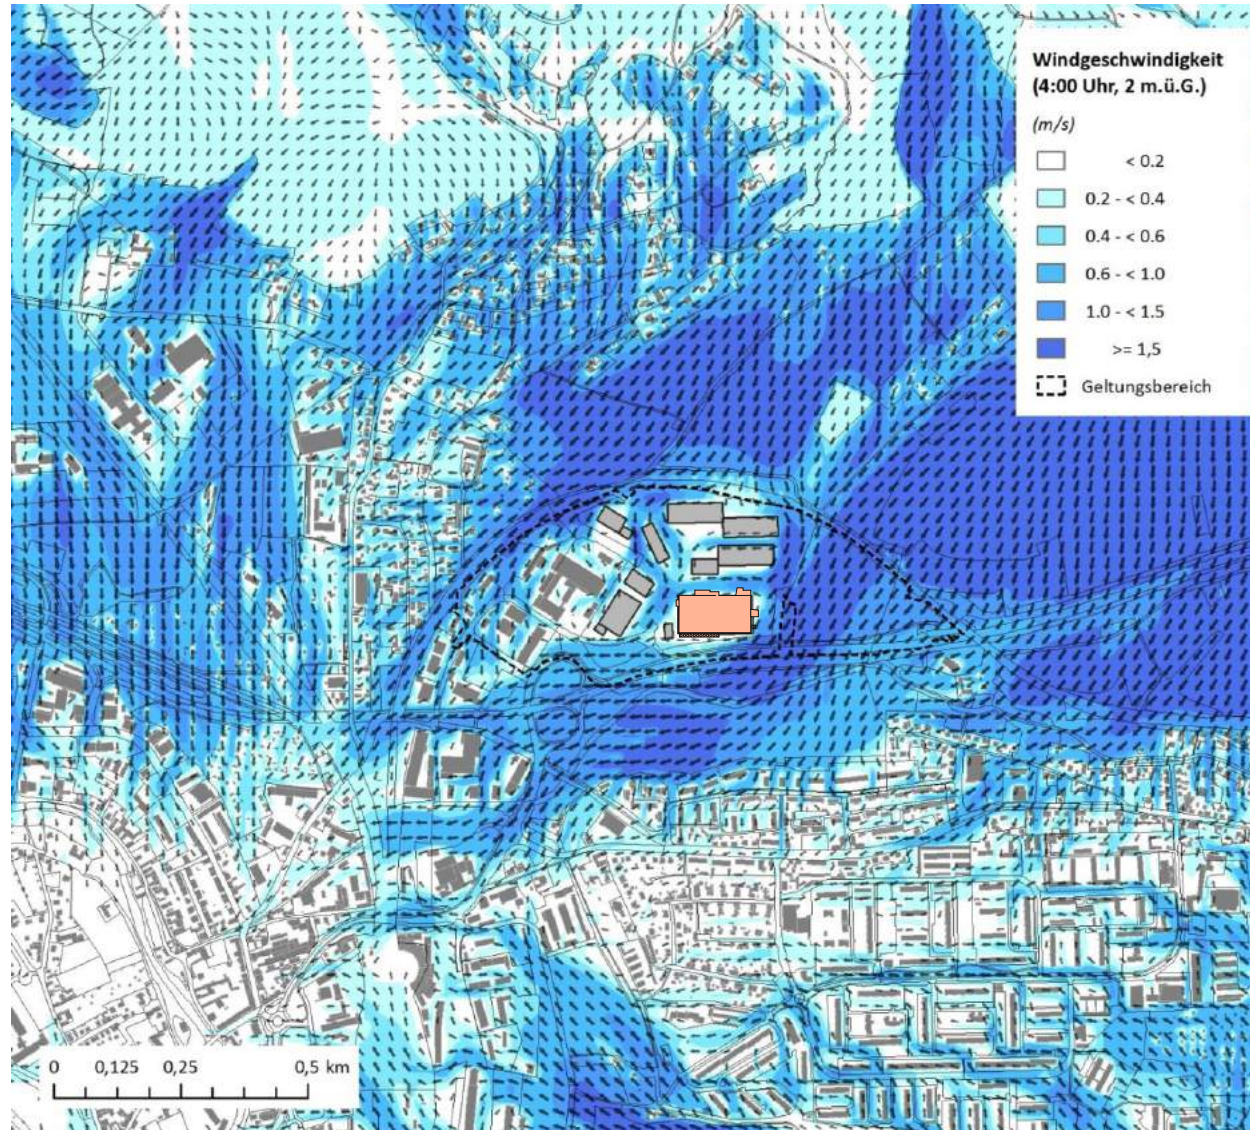 Windgeschwindigkeit
(4:00 Uhr, 2 m.ü.G.)
(m/s)
< 0.2
0.2 - < 0.4
0.4 - < 0.6
0.6 - < 1.0
1.0 - < 1.5
>= 1,5
Geltungsbereich
0 0,125 0,25 0,5 km